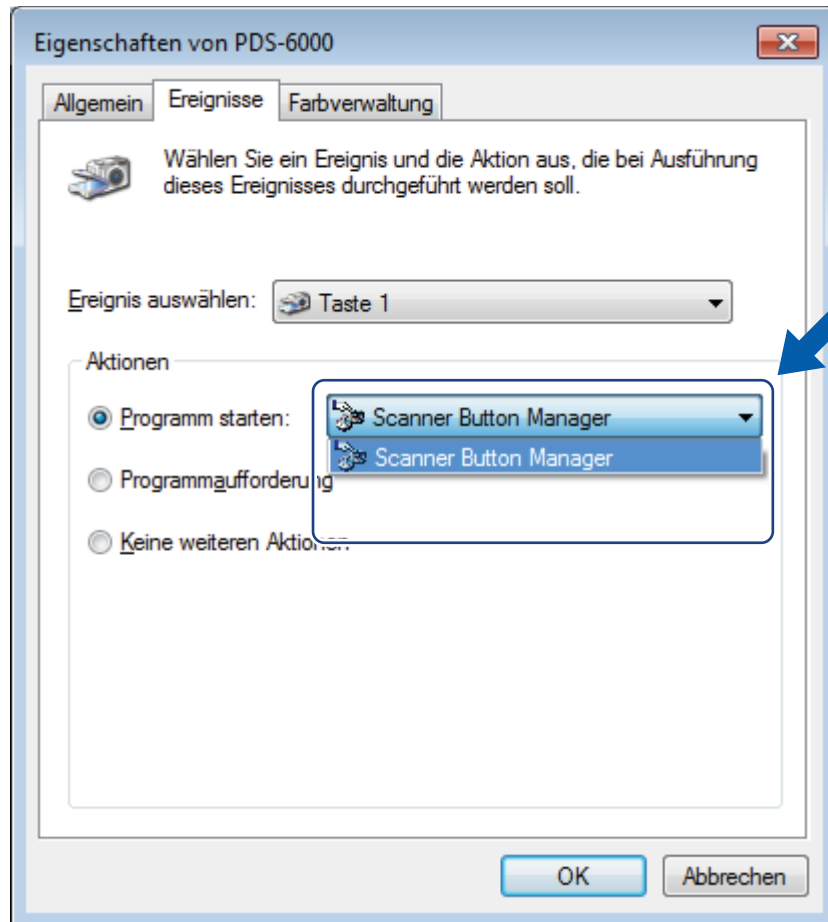 Eigenschaften von PDS-6000
Allgemein Ereignisse Farbverwaltung
Wählen Sie ein Ereignis und die Aktion aus, die bei Ausführung
dieses Ereignisses durchgeführt werden soll.
Ereignis auswählen: Taste 1
Aktionen
Programm starten: Scanner Button Manager
Scanner Button Manager
Programmaufforderung
Keine weiteren Aktionen
OK Abbrechen